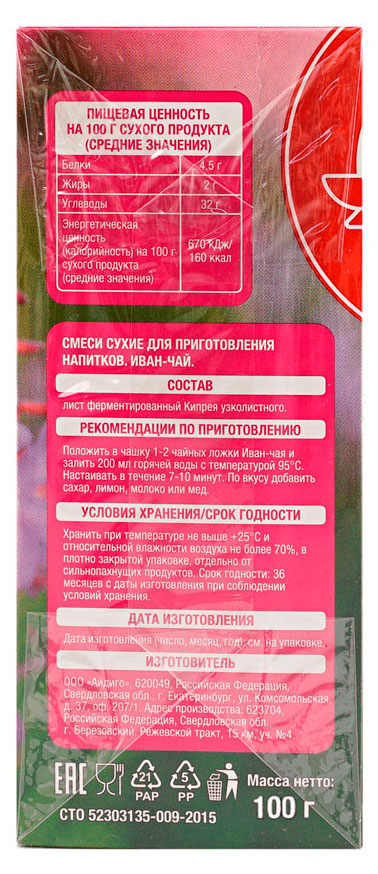 ПИЩЕВАЯ ЦЕННОСТЬ
НА 100 Г СУХОГО ПРОДУКТА
(СРЕДНИЕ ЗНАЧЕНИЯ)
Белки 4,5 г
Жиры 2 г
Углеводы 32 г
Энергетическая
ценность
(калорийность) на 100 г
сухого продукта
(средние значения)
670 КДж/
160 ккал
СМЕСИ СУХИЕ ДЛЯ ПРИГОТОВЛЕНИЯ
НАПИТКОВ. ИВАН-ЧАЙ.
СОСТАВ
лист ферментированный Кипрея узколистного.
РЕКОМЕНДАЦИИ ПО ПРИГОТОВЛЕНИЮ
Положить в чашку 1-2 чайных ложки Иван-чая и
залить 200 мл горячей воды с температурой 95°С.
Настаивать в течение 7-10 минут. По вкусу добавить
сахар, лимон, молоко или мед.
УСЛОВИЯ ХРАНЕНИЯ/СРОК ГОДНОСТИ
Хранить при температуре не выше +25°С и
относительной влажности воздуха не более 70%, в
плотно закрытой упаковке, отдельно от
сильнопахнущих продуктов. Срок годности: 36
месяцев с даты изготовления при соблюдении
условий хранения.
ДАТА ИЗГОТОВЛЕНИЯ
Дата изготовления (число, месяц, год): см. на упаковке.
ИЗГОТОВИТЕЛЬ
ООО «Айдиго», 620049, Российская Федерация,
Свердловская обл., г. Екатеринбург, ул. Комсомольская
д. 37, оф. 207/1. Адрес производства: 623704,
Российская Федерация, Свердловская обл.,
г. Березовский, Режевской тракт, 15 км, уч. №4.
ЕАС
21
PAP
5
PP
Масса нетто:
100 г
СТО 52303135-009-2015